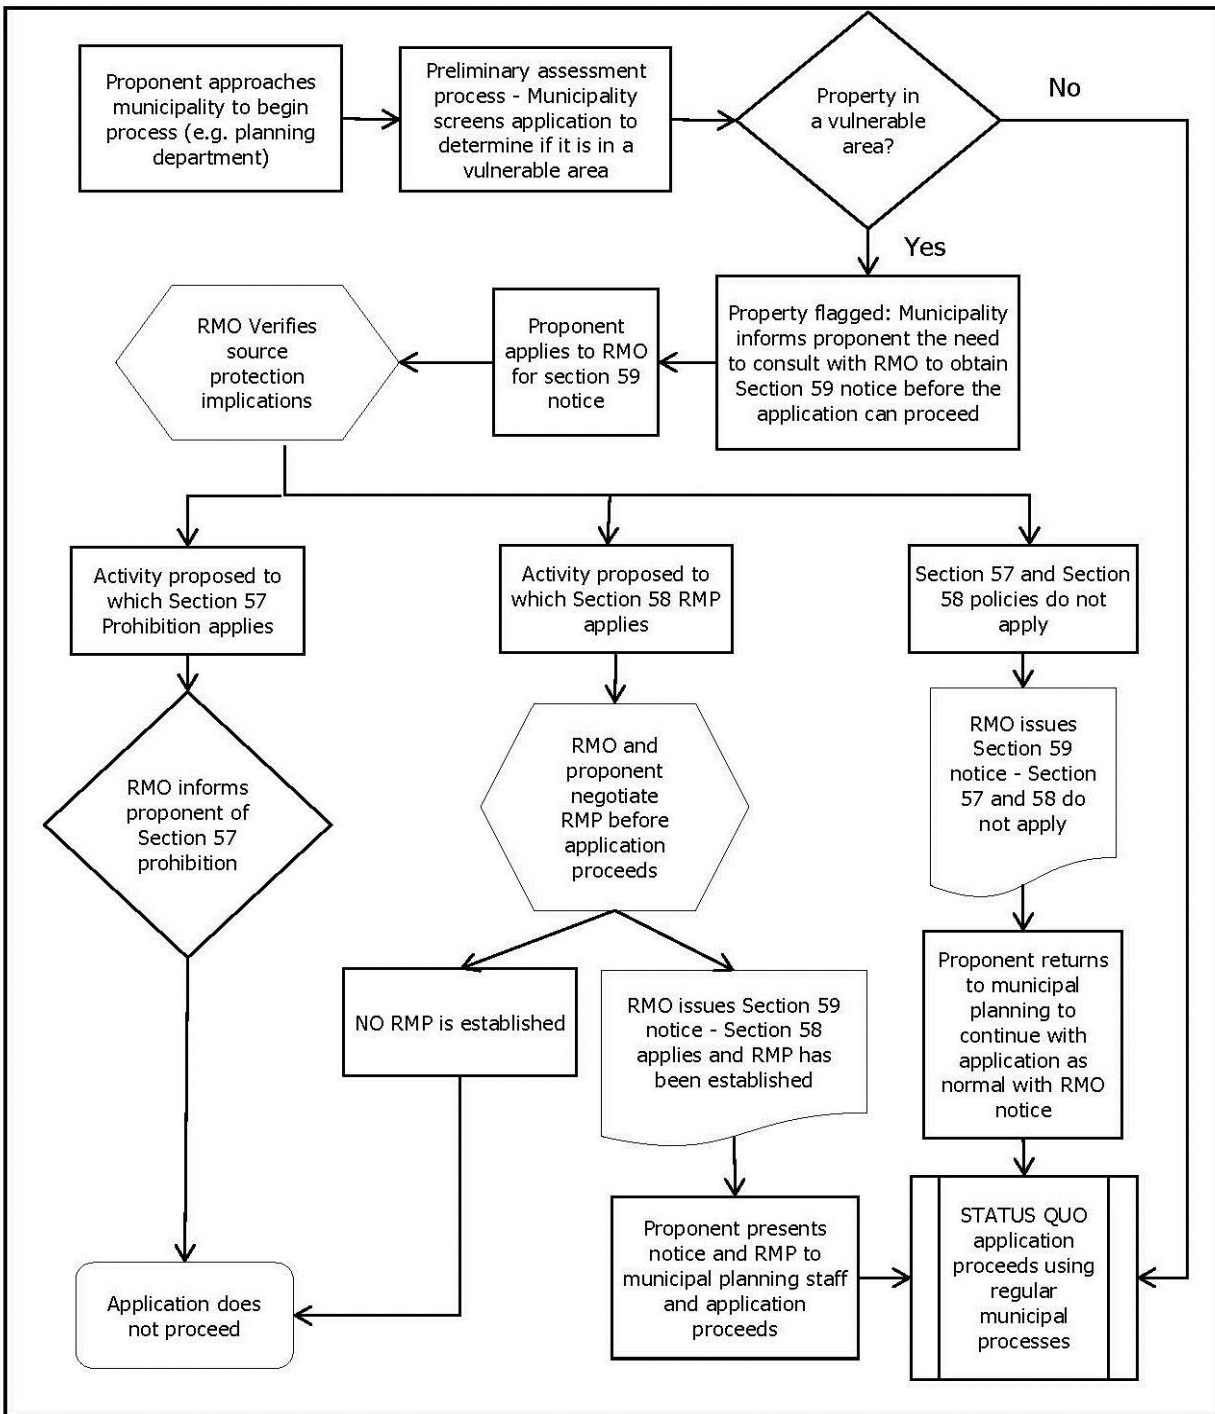 Proponent approaches
municipality to begin
process (e.g. planning
department)
Preliminary assessment
process - Municipality
screens application to
determine if it is in a
vulnerable area
Property in
a vulnerable
area?
No
Yes
Property flagged: Municipality
informs proponent the need
to consult with RMO to obtain
Section 59 notice before the
application can proceed
Proponent
applies to RMO
for section 59
notice
RMO Verifies
source
protection
implications
Activity proposed to
which Section 57
Prohibition applies
Activity proposed to
which Section 58 RMP
applies
Section 57 and Section
58 policies do not
apply
RMO informs
proponent of
Section 57
prohibition
RMO and
proponent
negotiate
RMP before
application
proceeds
RMO issues
Section 59
notice - Section
57 and 58 do
not apply
NO RMP is established
RMO issues Section 59
notice - Section 58
applies and RMP has
been established
Proponent returns
to municipal
planning to
continue with
application as
normal with RMO
notice
Application does
not proceed
Proponent presents
notice and RMP to
municipal planning staff
and application
proceeds
STATUS QUO
application
proceeds using
regular
municipal
processes